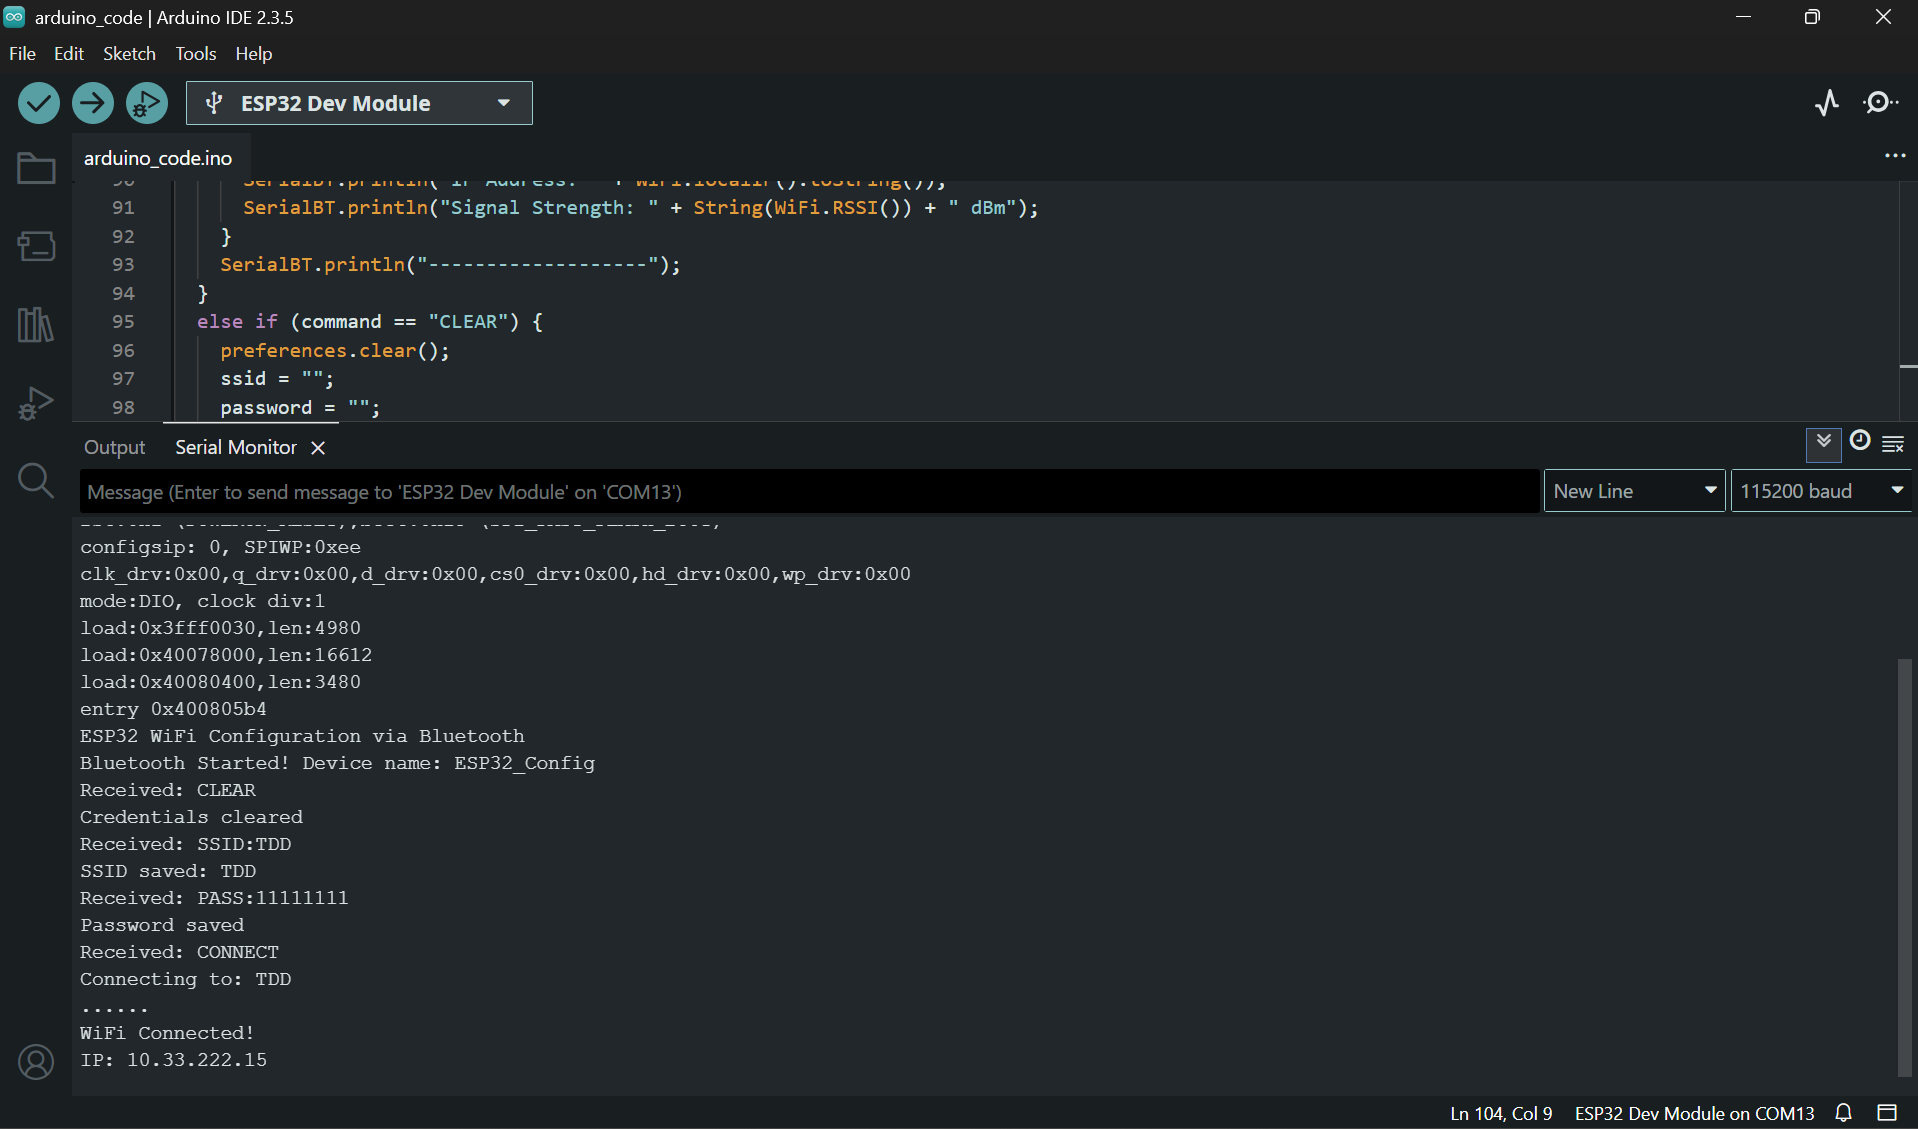 arduino_code | Arduino IDE 2.3.5
File Edit Sketch Tools Help
ESP32 Dev Module
arduino_code.ino
91 SerialBT.println("Signal Strength: " + String(WiFi.RSSI()) + " dBm");
92 }
93 SerialBT.println("-------------------");
94 }
95 else if (command == "CLEAR") {
96 preferences.clear();
97 ssid = "";
98 password = "";
Output Serial Monitor
Message (Enter to send message to 'ESP32 Dev Module' on 'COM13') New Line 115200 baud
configsip: 0, SPIWP:0xee
clk_drv:0x00,q_drv:0x00,d_drv:0x00,cs0_drv:0x00,hd_drv:0x00,wp_drv:0x00
mode:DIO, clock div:1
load:0x3fff0030,len:4980
load:0x40078000,len:16612
load:0x40080400,len:3480
entry 0x400805b4
ESP32 WiFi Configuration via Bluetooth
Bluetooth Started! Device name: ESP32_Config
Received: CLEAR
Credentials cleared
Received: SSID:TDD
SSID saved: TDD
Received: PASS:11111111
Password saved
Received: CONNECT
Connecting to: TDD
......
WiFi Connected!
IP: 10.33.222.15
Ln 104, Col 9 ESP32 Dev Module on COM13